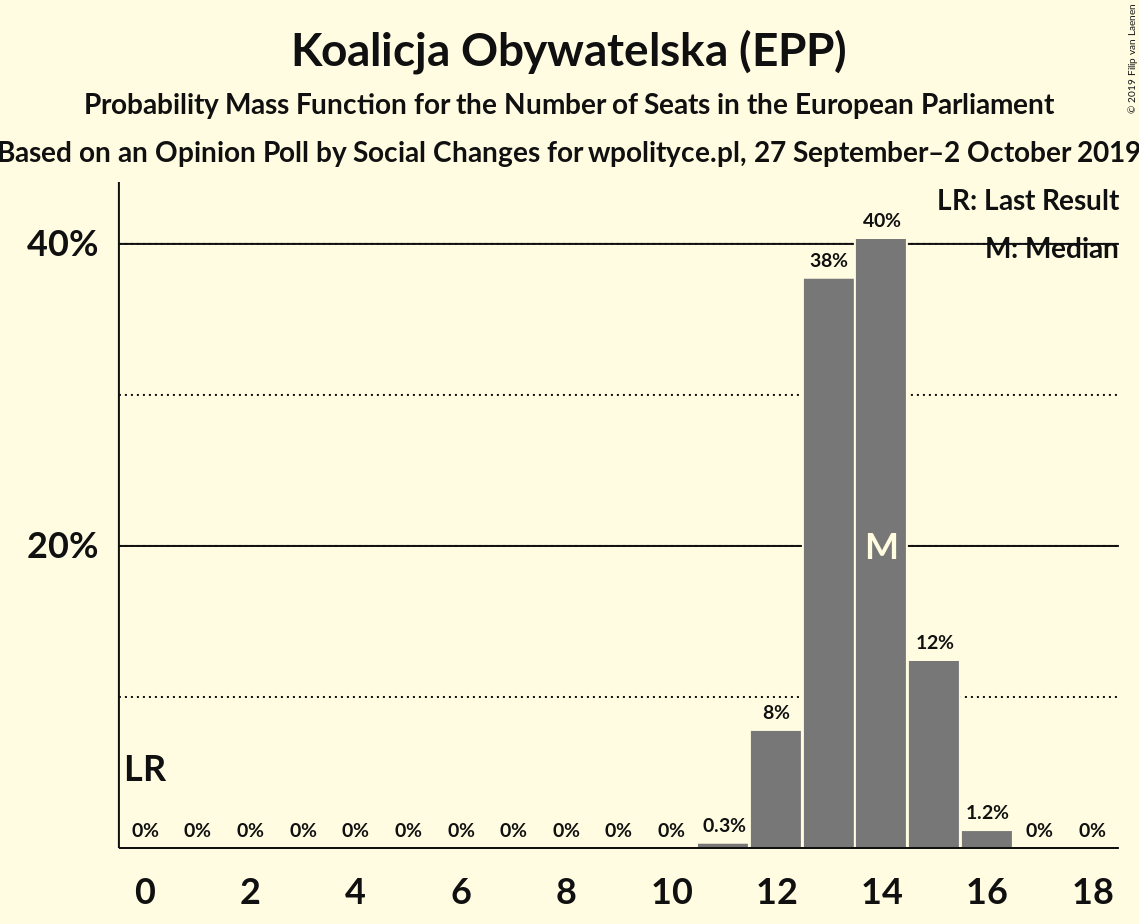 Koalicja Obywatelska (EPP)
Probability Mass Function for the Number of Seats in the European Parliament
Based on an Opinion Poll by Social Changes for wpolityce.pl, 27 September–2 October 2019
© 2019 Filip van Laenen
LR: Last Result
M: Median
40%
20%
40%
38%
M
12%
8%
LR
0% 0% 0% 0% 0% 0% 0% 0% 0% 0% 0% 0.3% 1.2% 0% 0%
0 2 4 6 8 10 12 14 16 18